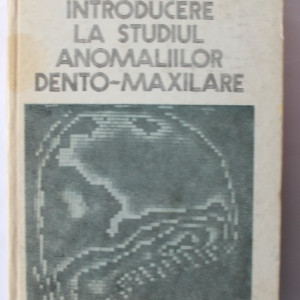 INTRODUCERE
LA STUDIUL
ANOMALIILOR
DENTO-MAXILARE